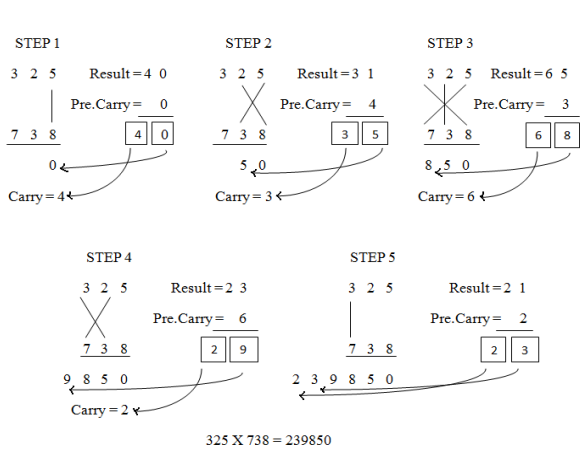 STEP 1
3 2 5 Result = 4 0
Pre.Carry = 0
7 3 8 4 0
0
Carry = 4
STEP 2
3 2 5 Result = 3 1
Pre.Carry = 4
7 3 8 3 5
5 0
Carry = 3
STEP 3
3 2 5 Result = 6 5
Pre.Carry = 3
7 3 8 6 8
8 5 0
Carry = 6
STEP 4
3 2 5 Result = 2 3
Pre.Carry = 6
7 3 8 2 9
9 8 5 0
Carry = 2
STEP 5
3 2 5 Result = 2 1
Pre.Carry = 2
7 3 8 2 3
2 3 9 8 5 0
325 X 738 = 239850